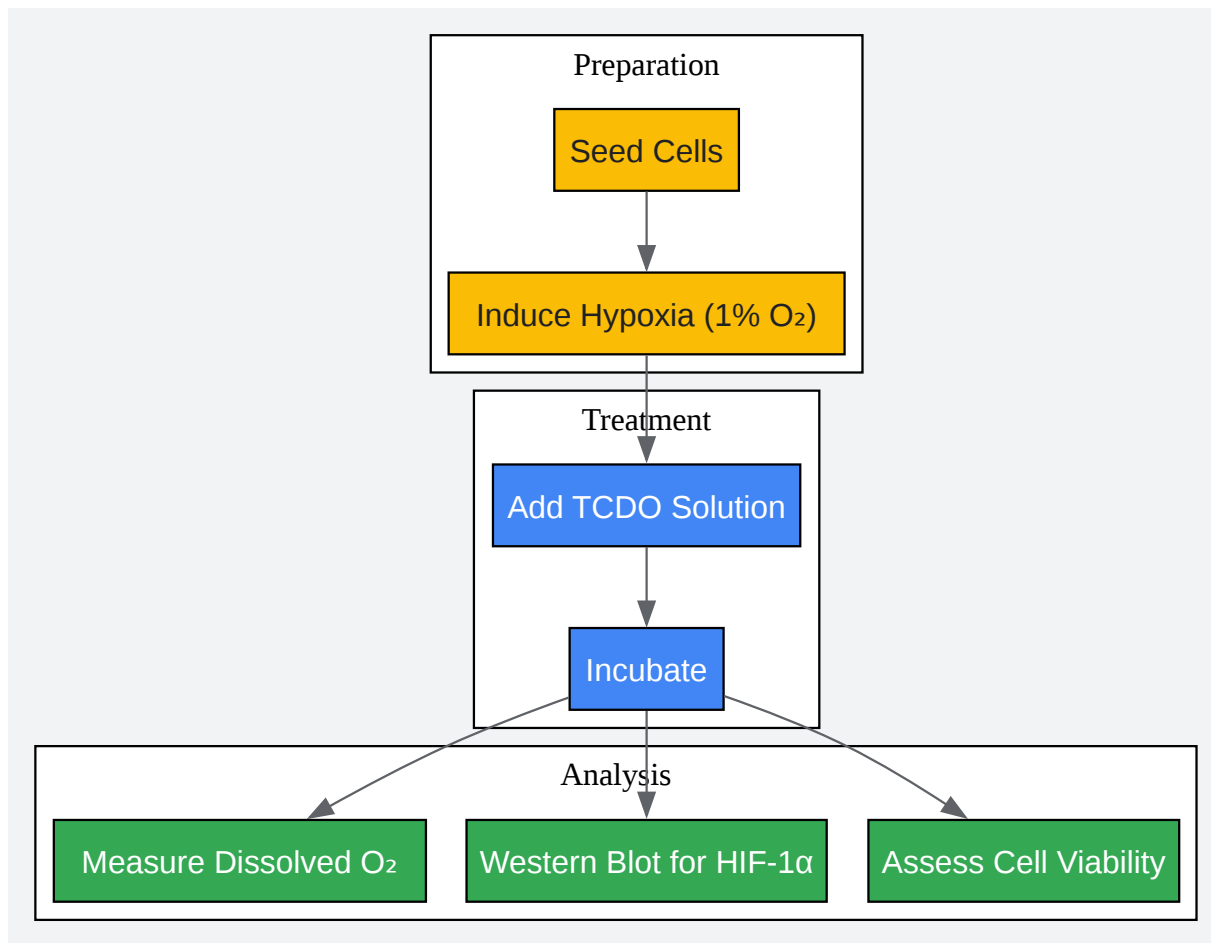 Preparation
Seed Cells
Induce Hypoxia (1% O₂)
Treatment
Add TCDO Solution
Incubate
Analysis
Measure Dissolved O₂
Western Blot for HIF-1α
Assess Cell Viability